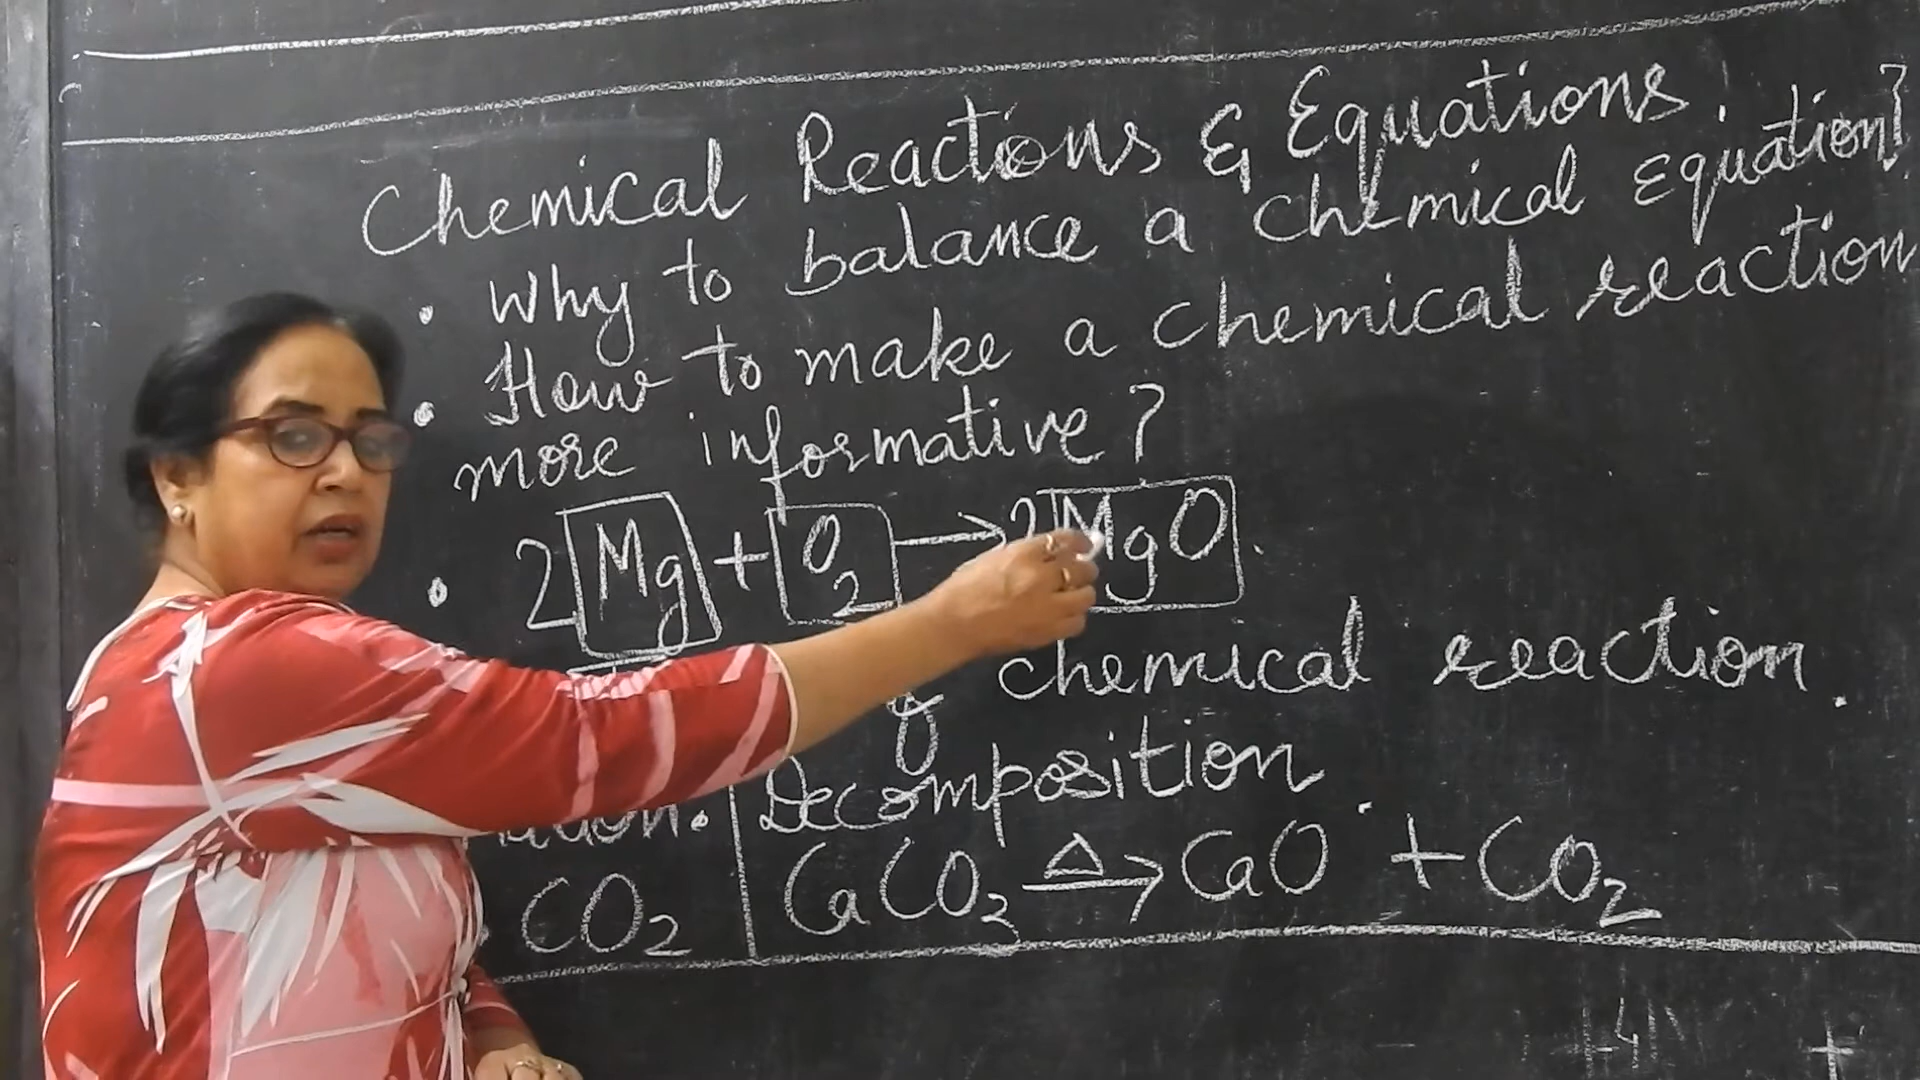 Chemical Reactions & Equations.
• Why to balance a chemical equation?
• How to make a chemical reaction
more informative?
• 2 Mg + O2 → 2 MgO.
of chemical reaction.
Decomposition
CO2 CaCO3 Δ→ CaO + CO2